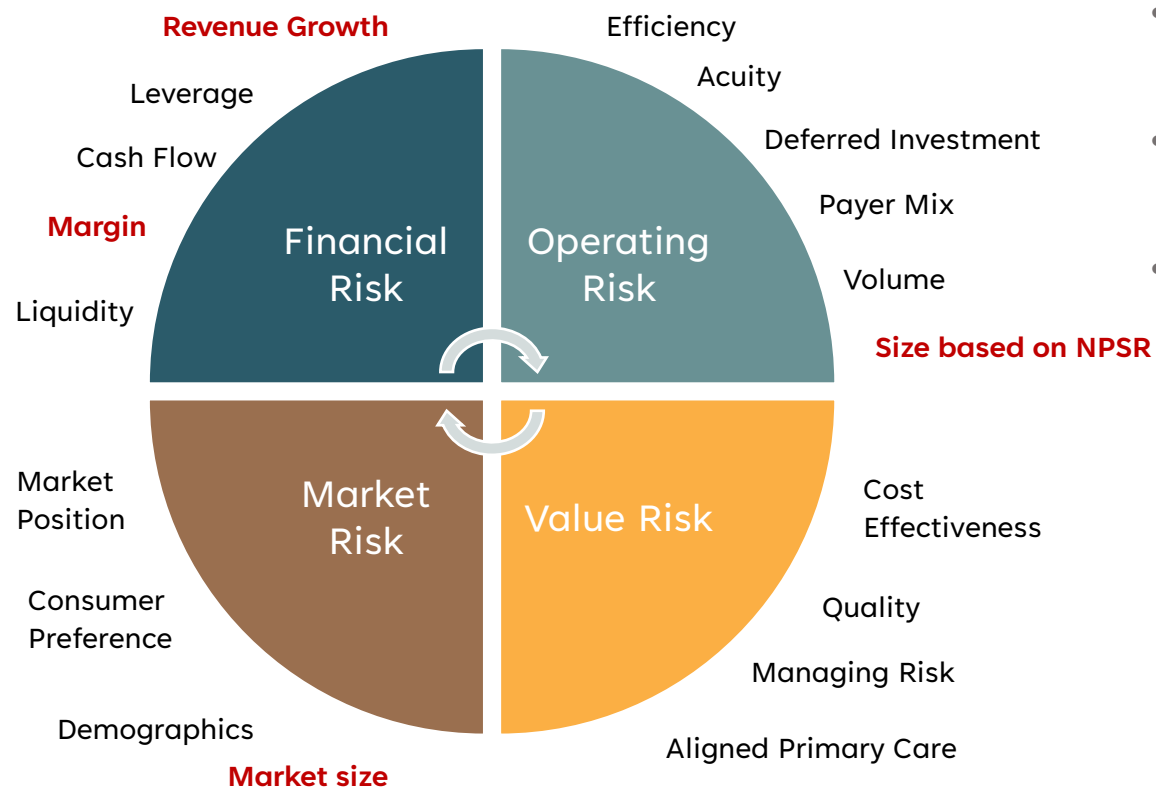 Revenue Growth
Leverage
Cash Flow
Margin
Liquidity
Financial
Risk
Efficiency
Acuity
Deferred Investment
Payer Mix
Volume
Size based on NPSR
Operating
Risk
Market
Position
Consumer
Preference
Demographics
Market size
Market
Risk
Value Risk
Cost
Effectiveness
Quality
Managing Risk
Aligned Primary Care